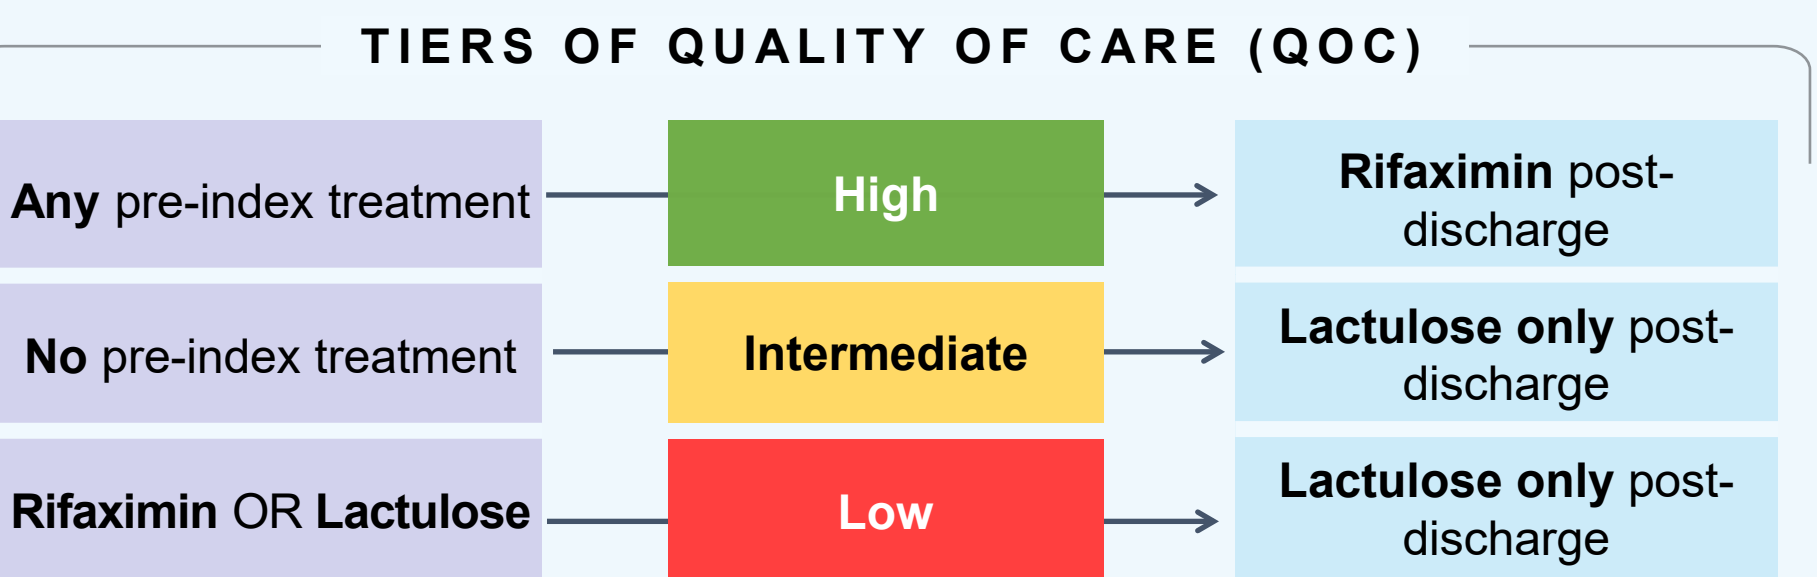 TIERS OF QUALITY OF CARE (QOC)
Any pre-index treatment
High
Rifaximin post-
discharge
No pre-index treatment
Intermediate
Lactulose only post-
discharge
Rifaximin OR Lactulose
Low
Lactulose only post-
discharge